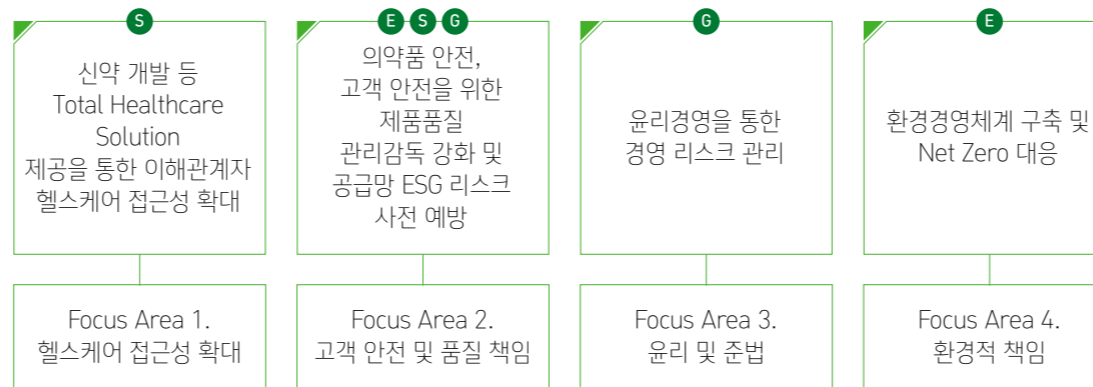 S
신약 개발 등
Total Healthcare
Solution
제공을 통한 이해관계자
헬스케어 접근성 확대
Focus Area 1.
헬스케어 접근성 확대
E S G
의약품 안전,
고객 안전을 위한
제품품질
관리감독 강화 및
공급망 ESG 리스크
사전 예방
Focus Area 2.
고객 안전 및 품질 책임
G
윤리경영을 통한
경영 리스크 관리
Focus Area 3.
윤리 및 준법
E
환경경영체계 구축 및
Net Zero 대응
Focus Area 4.
환경적 책임